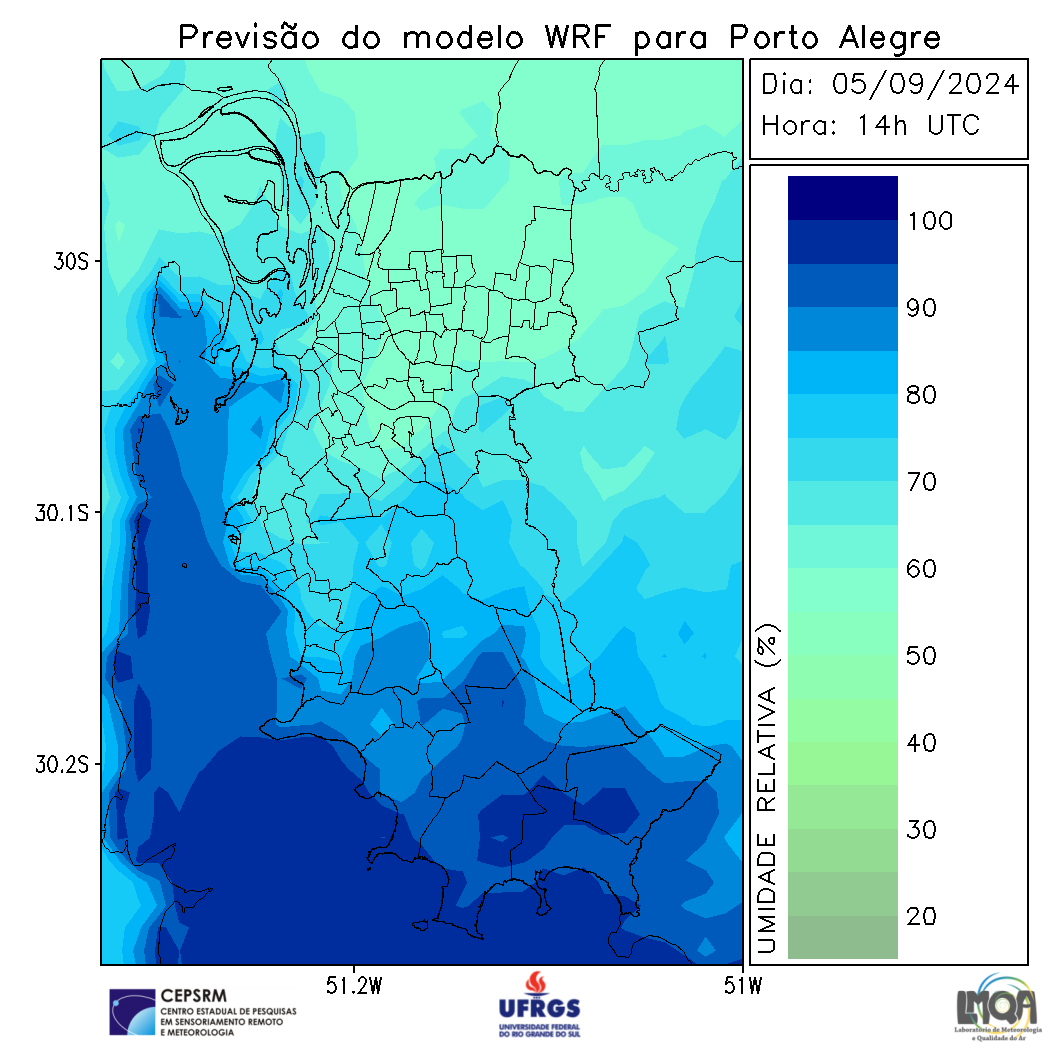 Previsão do modelo WRF para Porto Alegre
Dia: 05/09/2024
Hora: 14h UTC
30S
30.1S
30.2S
51.2W
51W
UMIDADE RELATIVA (%)
100
90
80
70
60
50
40
30
20
CEPSRM
CENTRO ESTADUAL DE PESQUISAS
EM SENSORIAMENTO REMOTO
E METEOROLOGIA
UFRGS
UNIVERSIDADE FEDERAL
DO RIO GRANDE DO SUL
LMQA
Laboratório de Meteorologia
e Qualidade do Ar